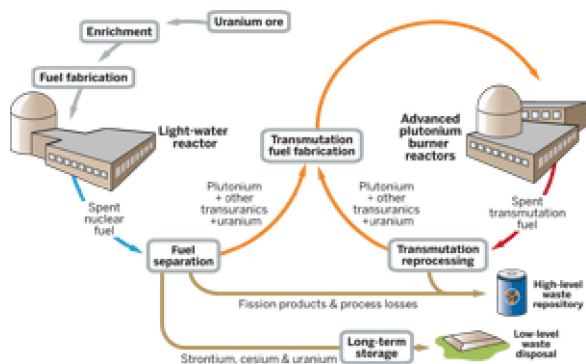 Uranium ore
Enrichment
Fuel fabrication
Light-water
reactor
Transmutation
fuel fabrication
Advanced
plutonium
burner
reactors
Spent
nuclear
fuel
Plutonium
+ other
transuranics
+uranium
Plutonium
+ other
transuranics
+uranium
Spent
transmutation
fuel
Fuel
separation
Transmutation
reprocessing
High-level
waste
repository
Fission products & process losses
Long-term
storage
Low-level
waste
disposal
Strontium, cesium & uranium